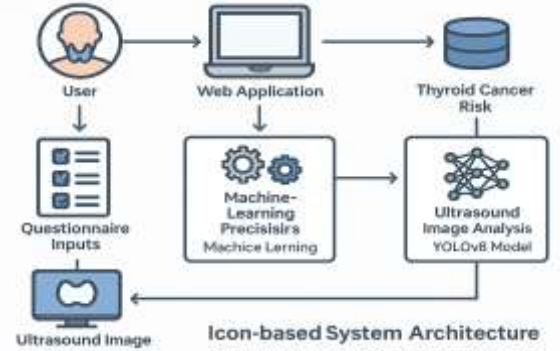 User
Web Application
Thyroid Cancer
Risk
Questionnaire
Inputs
Machine-
Learning
Precisisirs
Machice Lerning
Ultrasound
Image Analysis
YOLOv8 Model
Ultrasound Image
Icon-based System Architecture